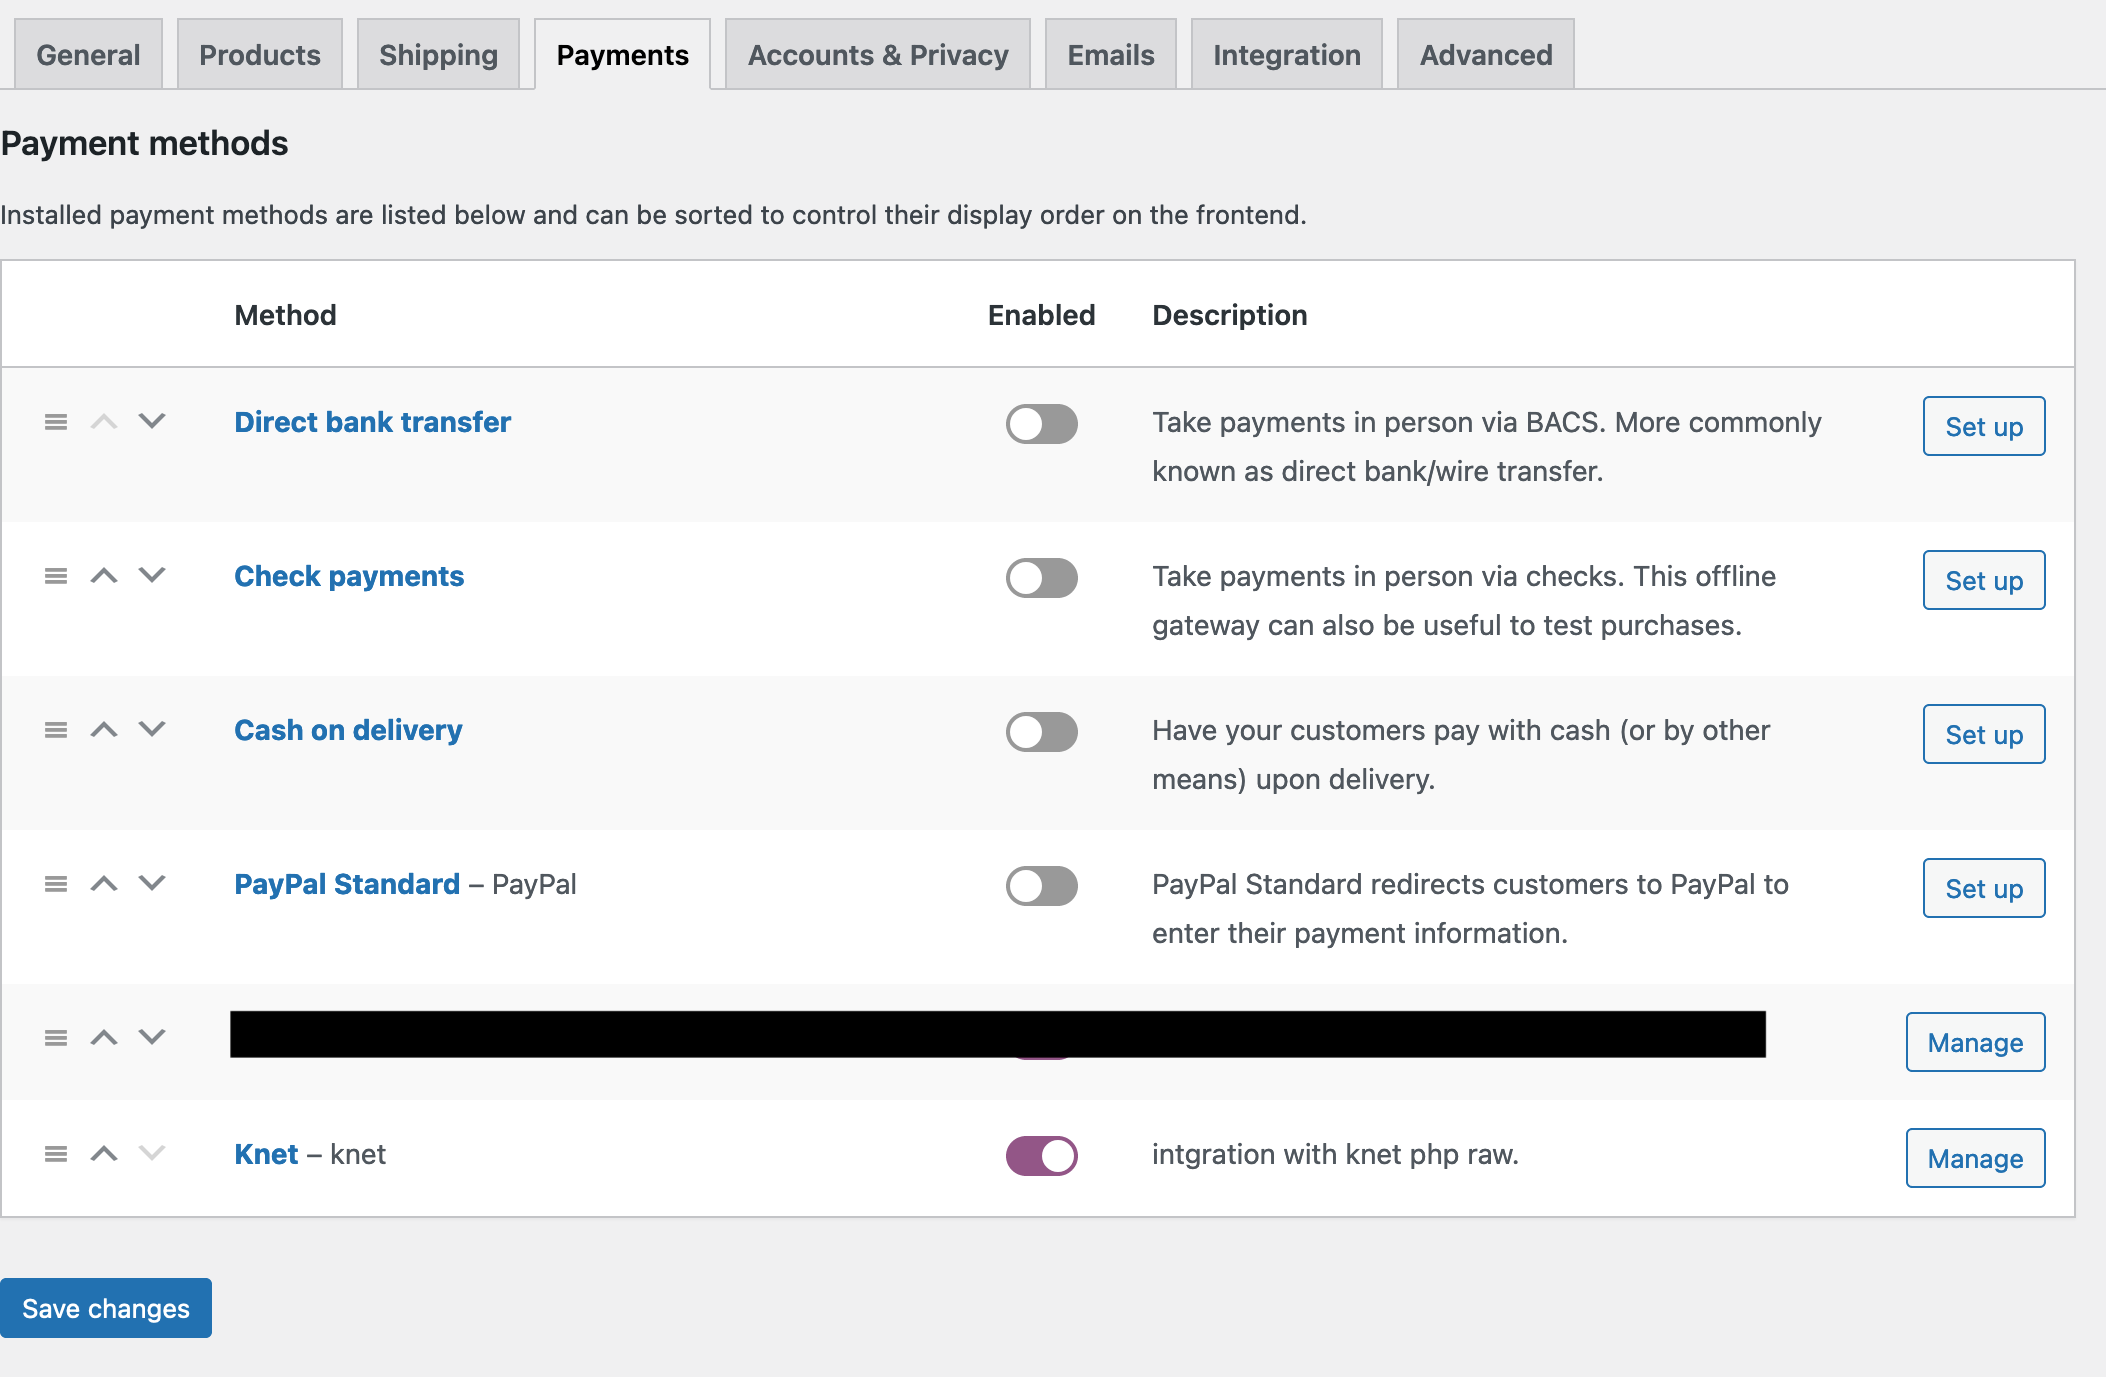 General Products Shipping Payments Accounts & Privacy Emails Integration Advanced
Payment methods
Installed payment methods are listed below and can be sorted to control their display order on the frontend.
Method Enabled Description
Direct bank transfer Take payments in person via BACS. More commonly Set up
known as direct bank/wire transfer.
Check payments Take payments in person via checks. This offline Set up
gateway can also be useful to test purchases.
Cash on delivery Have your customers pay with cash (or by other Set up
means) upon delivery.
PayPal Standard – PayPal PayPal Standard redirects customers to PayPal to Set up
enter their payment information.
Manage
Knet – knet intgration with knet php raw. Manage
Save changes